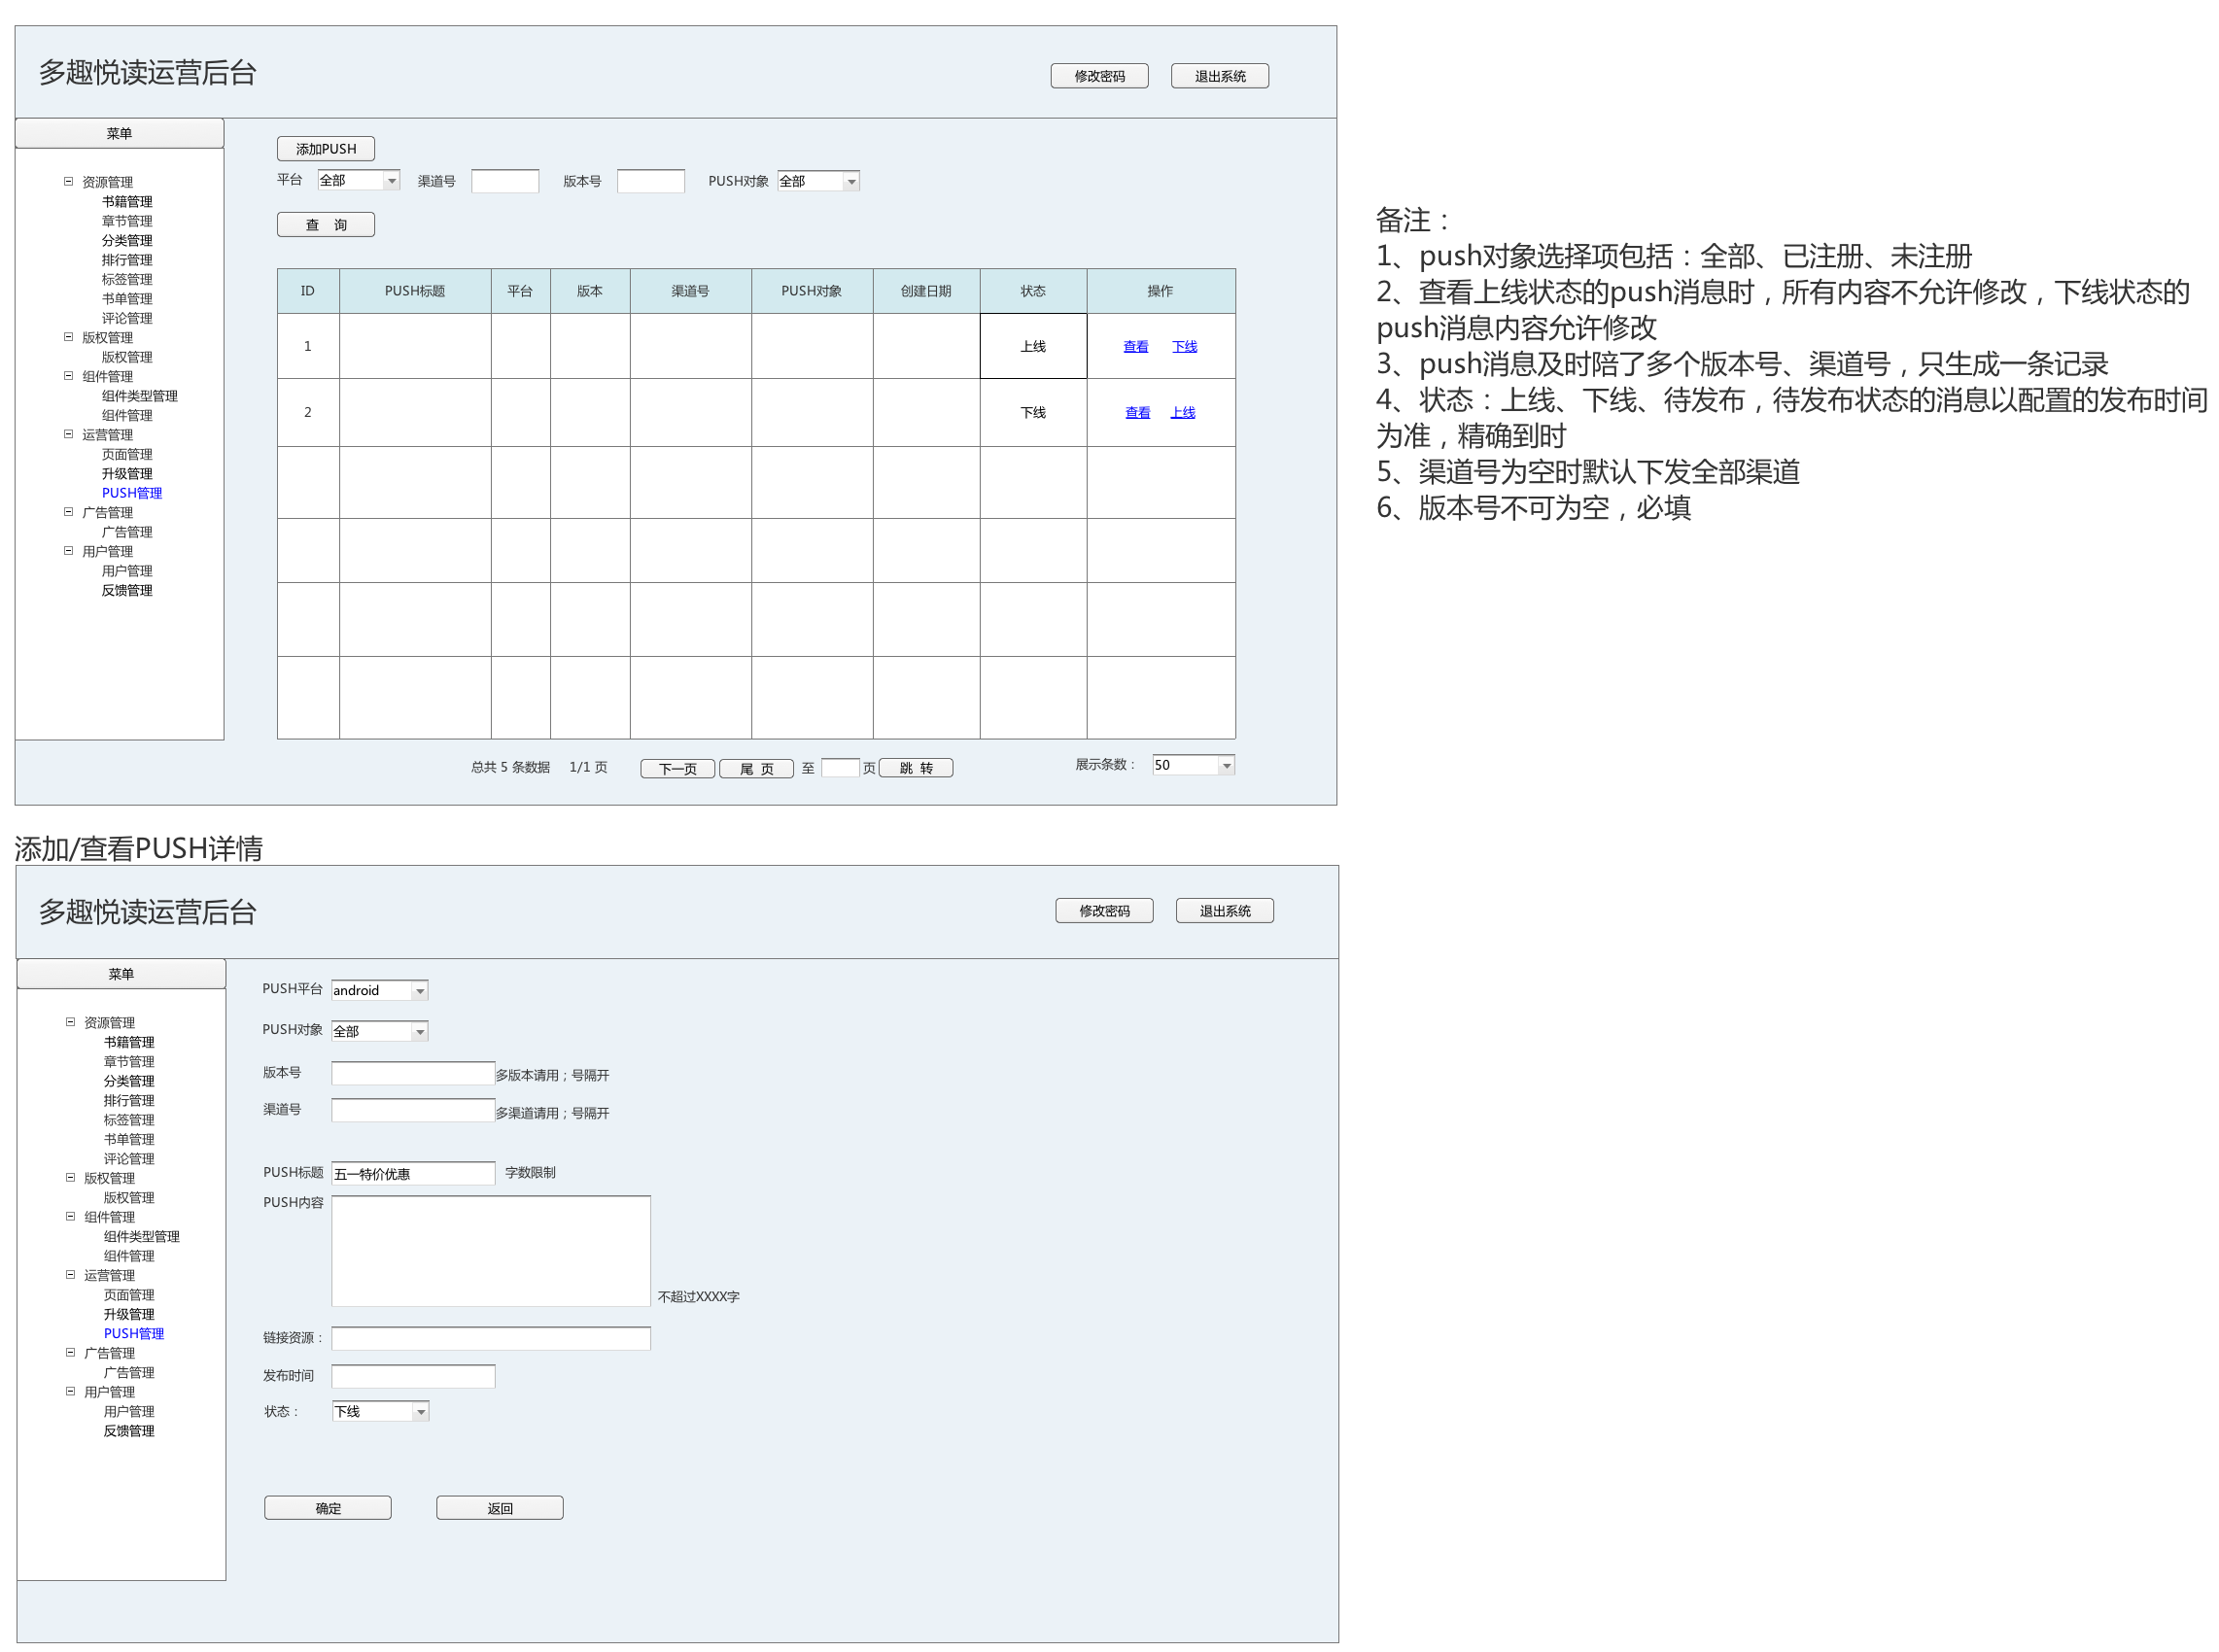 多趣悦读运营后台
修改密码 退出系统
菜单
资源管理
书籍管理
章节管理
分类管理
排行管理
标签管理
书单管理
评论管理
版权管理
版权管理
组件管理
组件类型管理
组件管理
运营管理
页面管理
升级管理
PUSH管理
广告管理
广告管理
用户管理
用户管理
反馈管理
添加PUSH
平台 全部 渠道号 版本号 PUSH对象 全部
查 询
ID PUSH标题 平台 版本 渠道号 PUSH对象 创建日期 状态 操作
1 上线 查看 下线
2 下线 查看 上线
总共 5 条数据 1/1 页 下一页 尾 页 至 页 跳 转 展示条数： 50
备注：
1、push对象选择项包括：全部、已注册、未注册
2、查看上线状态的push消息时，所有内容不允许修改，下线状态的
push消息内容允许修改
3、push消息及时陪了多个版本号、渠道号，只生成一条记录
4、状态：上线、下线、待发布，待发布状态的消息以配置的发布时间
为准，精确到时
5、渠道号为空时默认下发全部渠道
6、版本号不可为空，必填
添加/查看PUSH详情
多趣悦读运营后台
修改密码 退出系统
菜单
资源管理
书籍管理
章节管理
分类管理
排行管理
标签管理
书单管理
评论管理
版权管理
版权管理
组件管理
组件类型管理
组件管理
运营管理
页面管理
升级管理
PUSH管理
广告管理
广告管理
用户管理
用户管理
反馈管理
PUSH平台 android
PUSH对象 全部
版本号 多版本请用；号隔开
渠道号 多渠道请用；号隔开
PUSH标题 五一特价优惠 字数限制
PUSH内容
不超过XXXX字
链接资源：
发布时间
状态： 下线
确定 返回